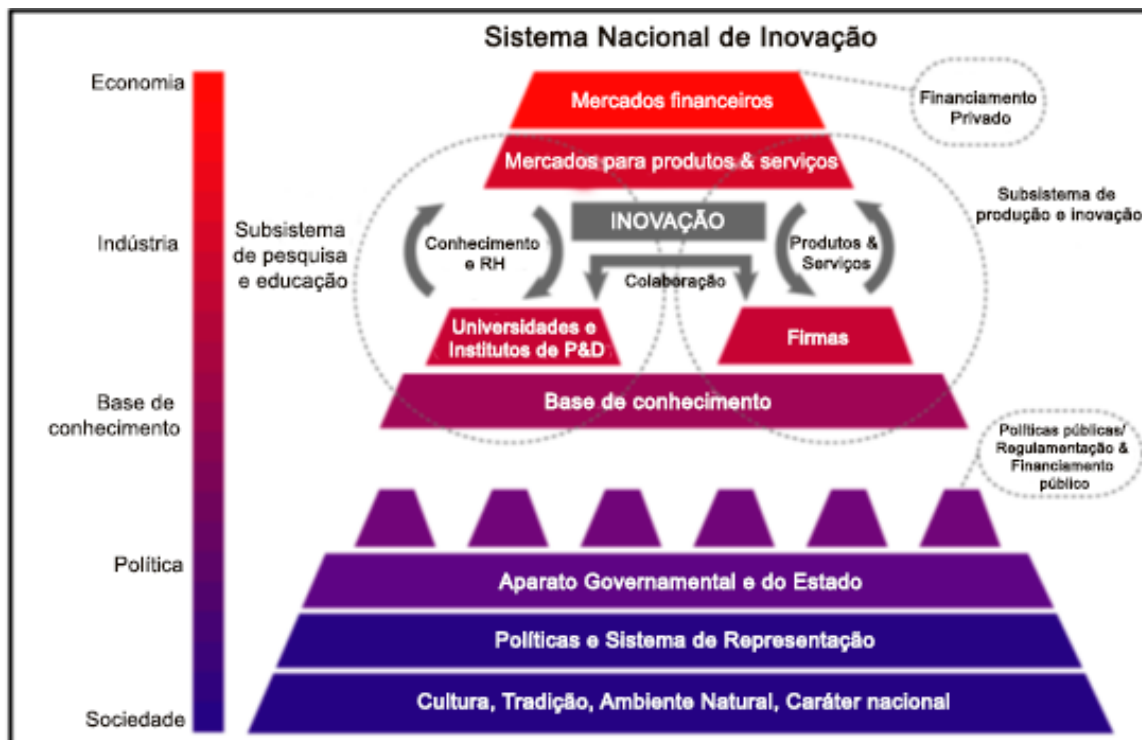 Sistema Nacional de Inovação
Economia
Mercados financeiros
Financiamento
Privado
Mercados para produtos & serviços
Subsistema de
produção e inovação
Indústria
Subsistema
de pesquisa
e educação
Conhecimento
e RH
INOVAÇÃO
Produtos &
Serviços
Colaboração
Universidades e
Institutos de P&D
Firmas
Base de
conhecimento
Base de conhecimento
Políticas públicas/
Regulamentação &
Financiamento
público
Política
Aparato Governamental e do Estado
Políticas e Sistema de Representação
Cultura, Tradição, Ambiente Natural, Caráter nacional
Sociedade